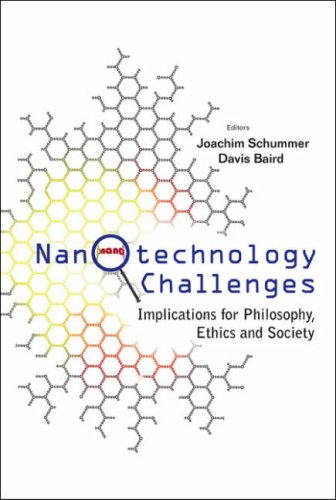 Editors
Joachim Schummer
Davis Baird
Nanotechnology
Challenges
Implications for Philosophy,
Ethics and Society